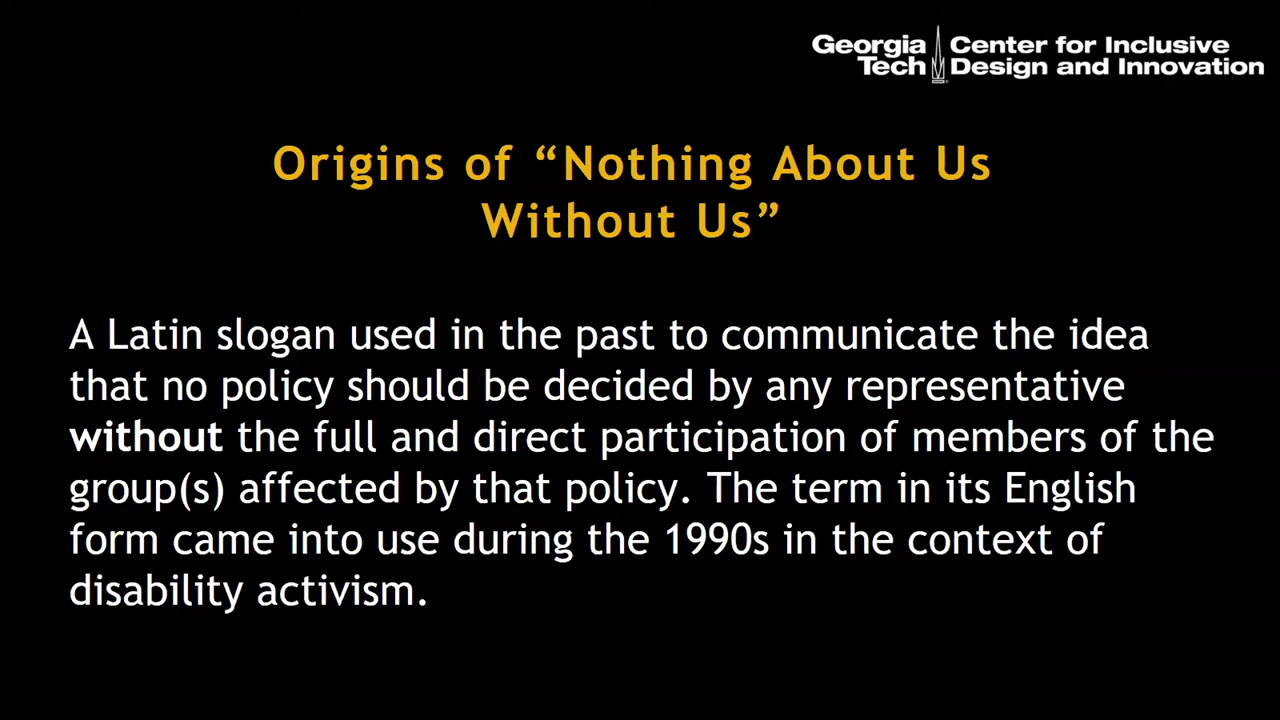 Georgia Tech Center for Inclusive Design and Innovation
Origins of “Nothing About Us
Without Us”
A Latin slogan used in the past to communicate the idea
that no policy should be decided by any representative
without the full and direct participation of members of the
group(s) affected by that policy. The term in its English
form came into use during the 1990s in the context of
disability activism.